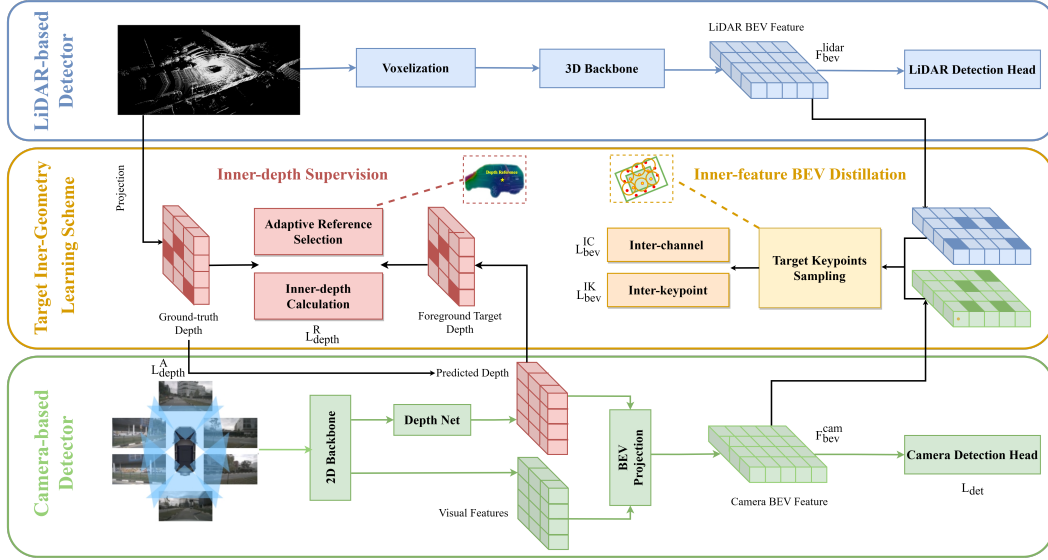 LiDAR-based
Detector
Voxelization
3D Backbone
LiDAR BEV Feature
F_bev^lidar
LiDAR Detection Head
Target Iner-Geometry
Learning Scheme
Projection
Inner-depth Supervision
Depth Reference
Adaptive Reference
Selection
Inner-depth
Calculation
L_depth^R
Ground-truth
Depth
Foreground Target
Depth
Inner-feature BEV Distillation
L_bev^IC
Inter-channel
L_bev^IK
Inter-keypoint
Target Keypoints
Sampling
Camera-based
Detector
L_depth^A
Predicted Depth
2D Backbone
Depth Net
Visual Features
BEV
Projection
Camera BEV Feature
F_bev^cam
Camera Detection Head
L_det